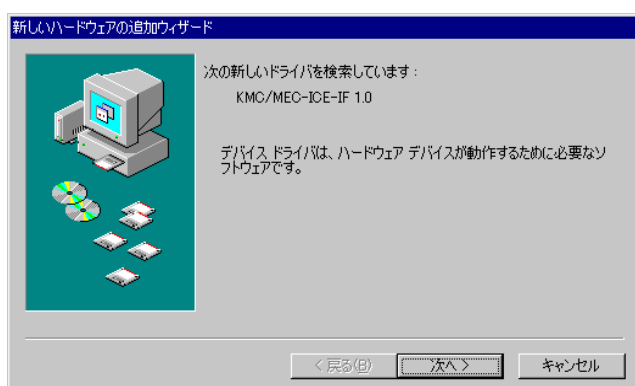 新しいハードウェアの追加ウィザード
次の新しいドライバを検索しています：
KMC/MEC-ICE-IF 1.0
デバイス ドライバは、ハードウェア デバイスが動作するために必要なソ
フトウェアです。
< 戻る(B)
次へ >
キャンセル